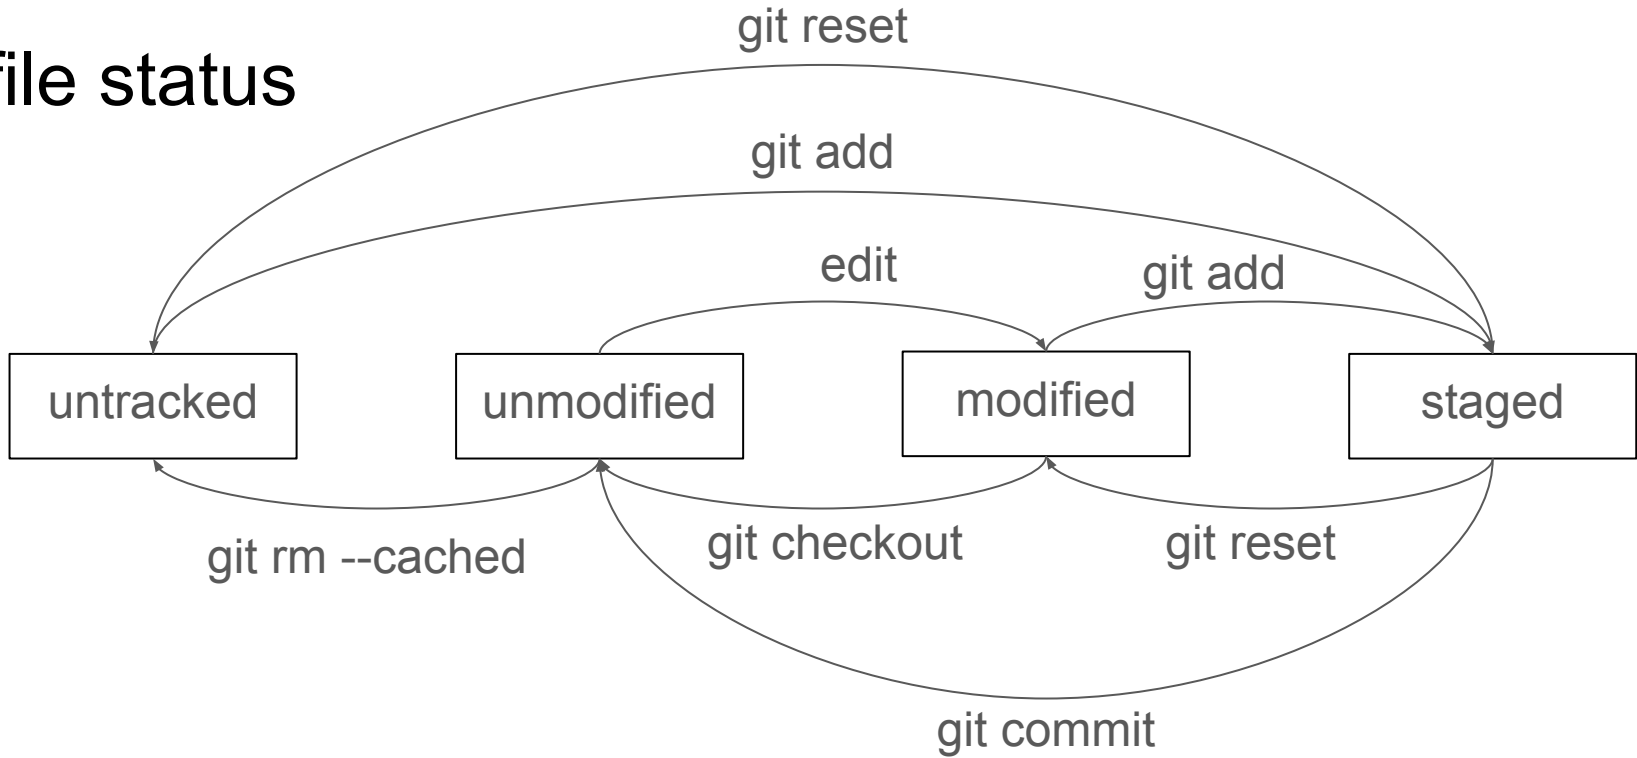 git reset
file status
git add
edit
git add
untracked
unmodified
modified
staged
git rm --cached
git checkout
git reset
git commit